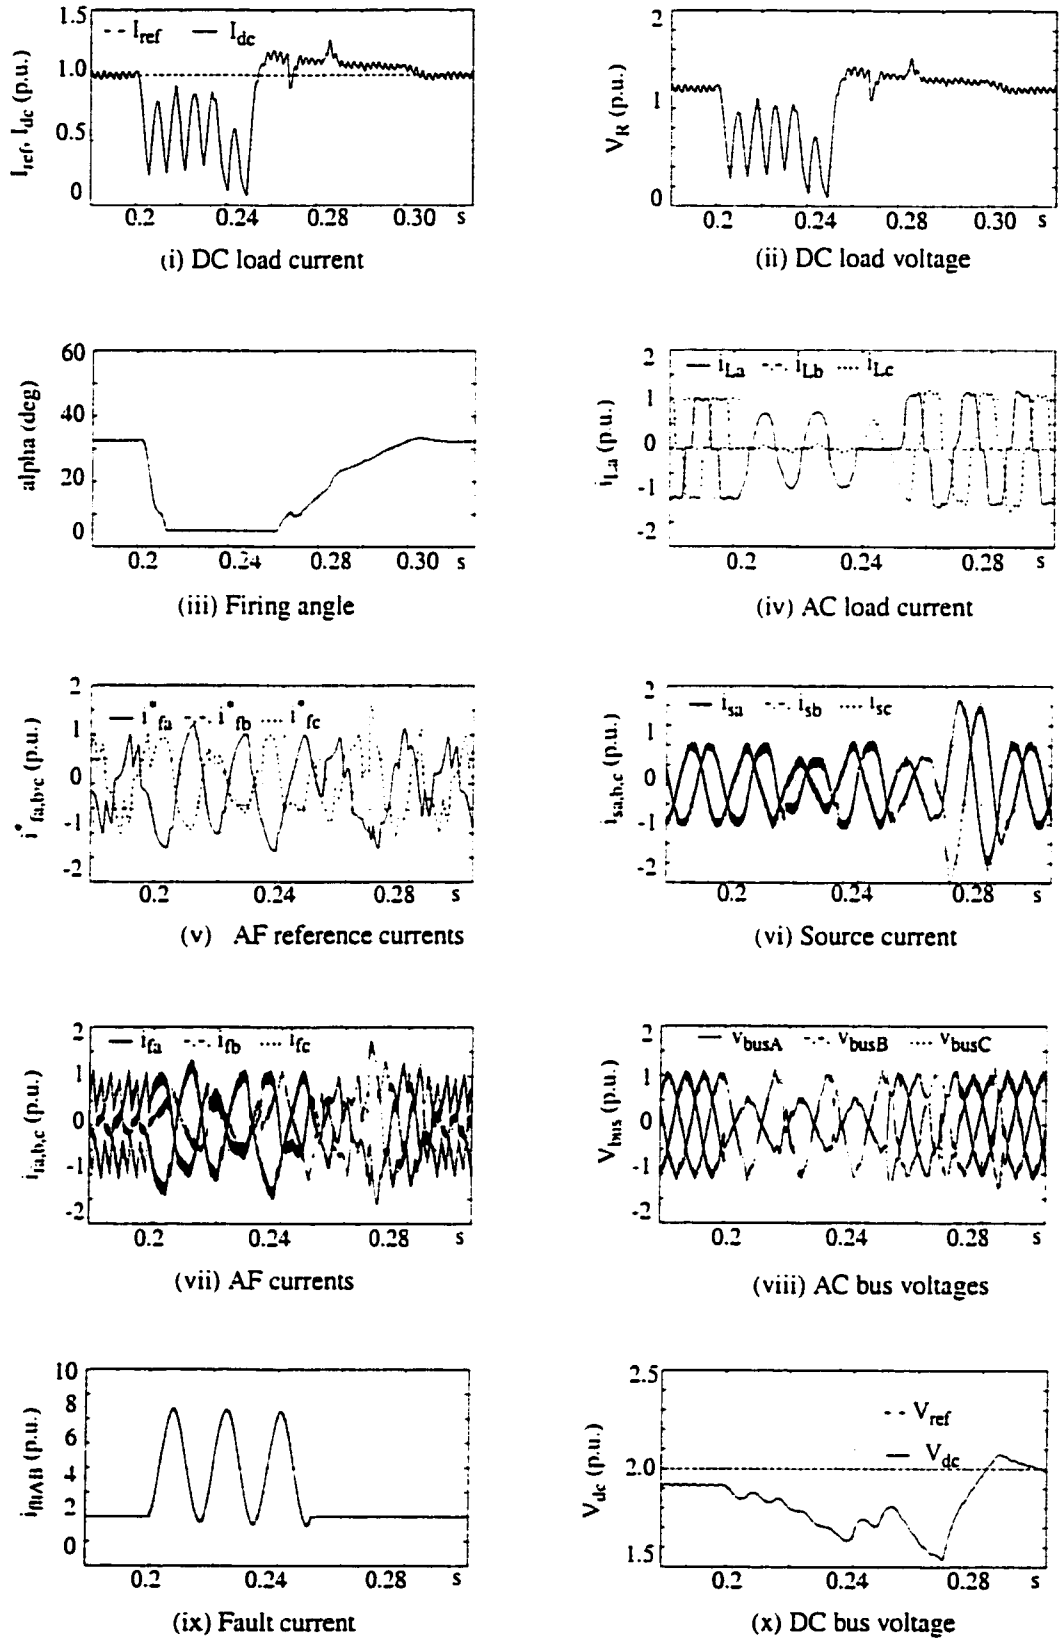 1.5
1.0
0.5
0
I_ref, I_dc (p.u.)
I_ref I_dc
0.2 0.24 0.28 0.30 s
(i) DC load current
2
1
0
V_R (p.u.)
0.2 0.24 0.28 0.30 s
(ii) DC load voltage
60
40
20
0
alpha (deg)
0.2 0.24 0.28 0.30 s
(iii) Firing angle
2
1
0
-1
-2
i_La (p.u.)
i_La i_Lb i_Lc
0.2 0.24 0.28 s
(iv) AC load current
2
1
0
-1
-2
i*_fa,b,c (p.u.)
i*_fa i*_fb i*_fc
0.2 0.24 0.28 s
(v) AF reference currents
2
1
0
-1
-2
i_sa,b,c (p.u.)
i_sa i_sb i_sc
0.2 0.24 0.28 s
(vi) Source current
2
1
0
-1
-2
i_fa,b,c (p.u.)
i_fa i_fb i_fc
0.2 0.24 0.28 s
(vii) AF currents
2
1
0
-1
-2
V_bus (p.u.)
v_busA v_busB v_busC
0.2 0.24 0.28 s
(viii) AC bus voltages
10
8
6
4
2
0
i_fltAB (p.u.)
0.2 0.24 0.28 s
(ix) Fault current
2.5
2.0
1.5
V_dc (p.u.)
V_ref
V_dc
0.2 0.24 0.28 s
(x) DC bus voltage